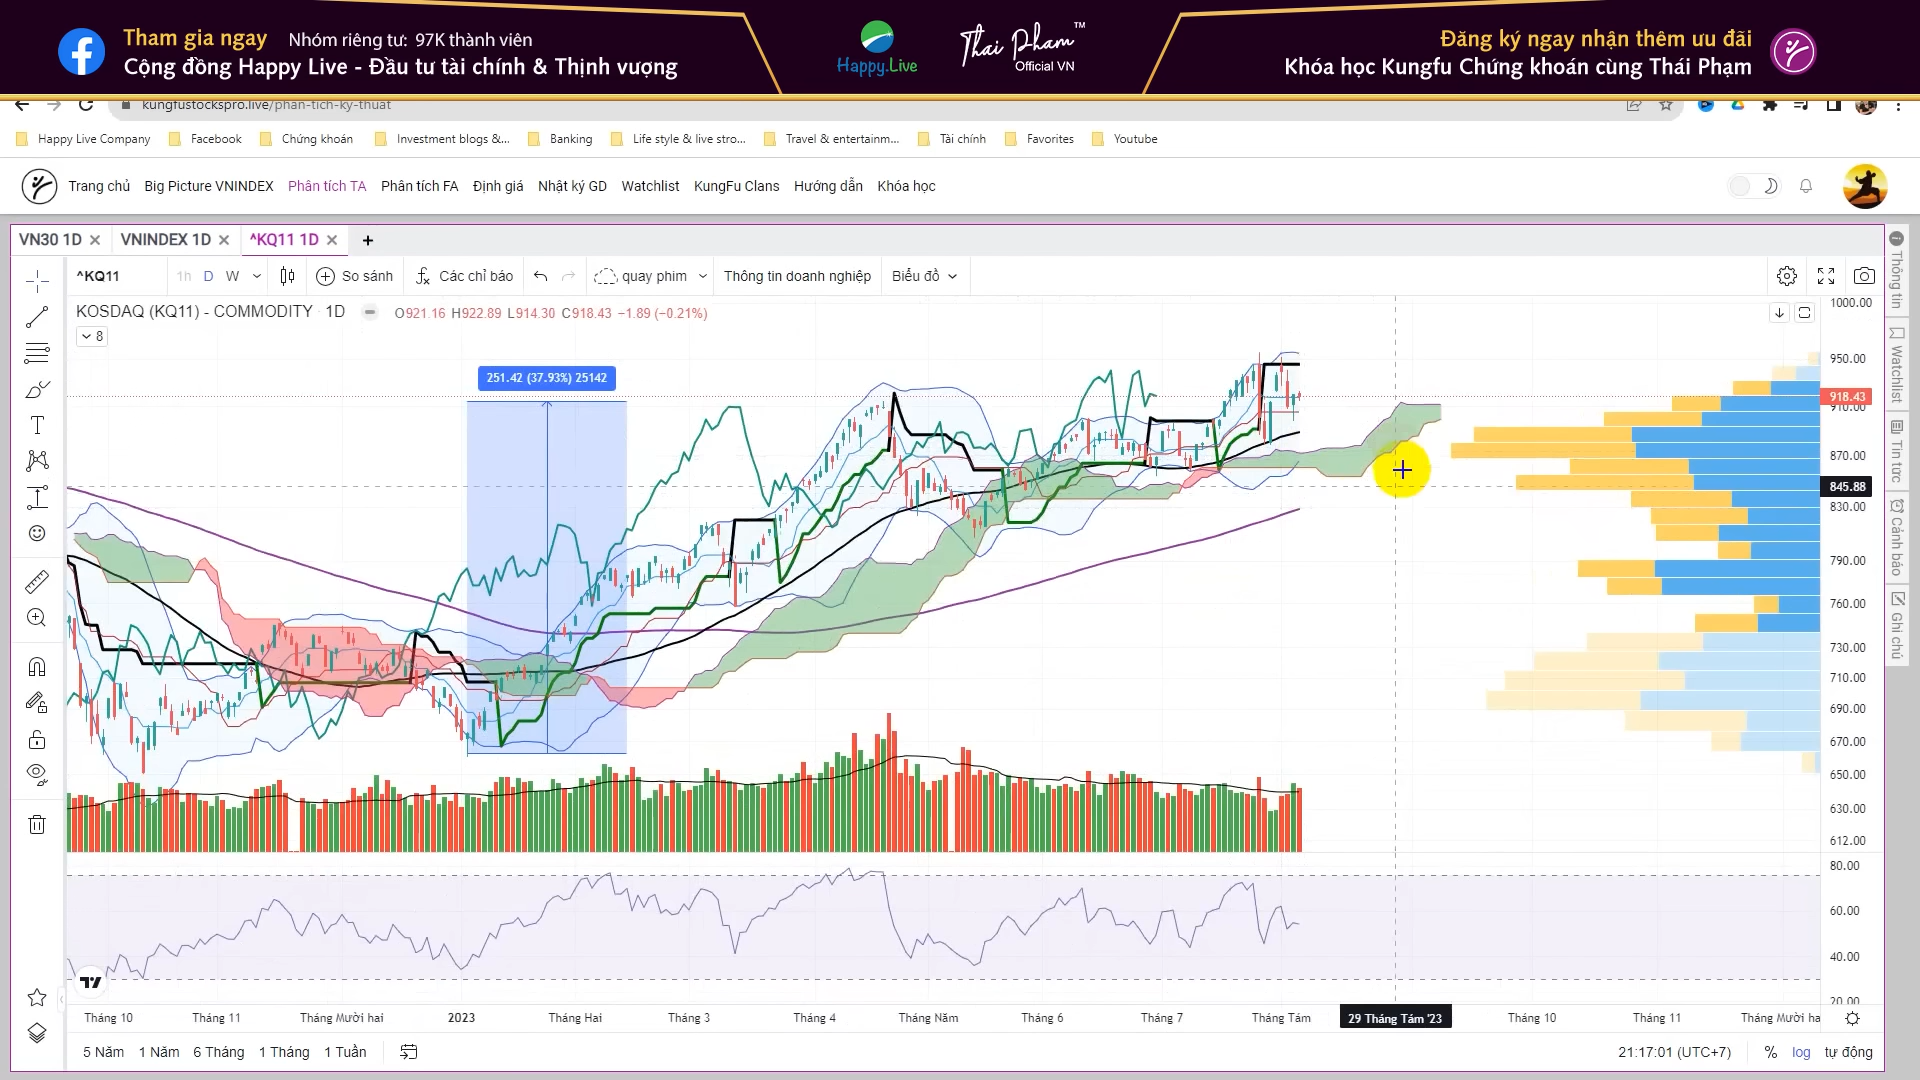 Tham gia ngay Nhóm riêng tư: 97K thành viên
Cộng đồng Happy Live - Đầu tư tài chính & Thịnh vượng
Happy.Live
Thai Pham™
Official VN
Đăng ký ngay nhận thêm ưu đãi
Khóa học Kungfu Chứng khoán cùng Thái Phạm
kungfustockspro.live/phan-tich-ky-thuat
Happy Live Company Facebook Chứng khoán Investment blogs &... Banking Life style & live stro... Travel & entertainm... Tài chính Favorites Youtube
Trang chủ Big Picture VNINDEX Phân tích TA Phân tích FA Định giá Nhật ký GD Watchlist KungFu Clans Hướng dẫn Khóa học
VN30 1D VNINDEX 1D ^KQ11 1D
^KQ11 1h D W So sánh Các chỉ báo quay phim Thông tin doanh nghiệp Biểu đồ
KOSDAQ (KQ11) - COMMODITY 1D O921.16 H922.89 L914.30 C918.43 −1.89 (−0.21%)
8
251.42 (37.93%) 25142
1000.00
950.00
918.43
910.00
870.00
845.88
830.00
790.00
760.00
730.00
710.00
690.00
670.00
650.00
630.00
612.00
80.00
60.00
40.00
20.00
Thông tin
Watchlist
Tin tức
Cảnh báo
Ghi chú
Tháng 10 Tháng 11 Tháng Mười hai 2023 Tháng Hai Tháng 3 Tháng 4 Tháng Năm Tháng 6 Tháng 7 Tháng Tám 29 Tháng Tám '23 Tháng 10 Tháng 11 Tháng Mười ha
5 Năm 1 Năm 6 Tháng 1 Tháng 1 Tuần 21:17:01 (UTC+7) % log tự động